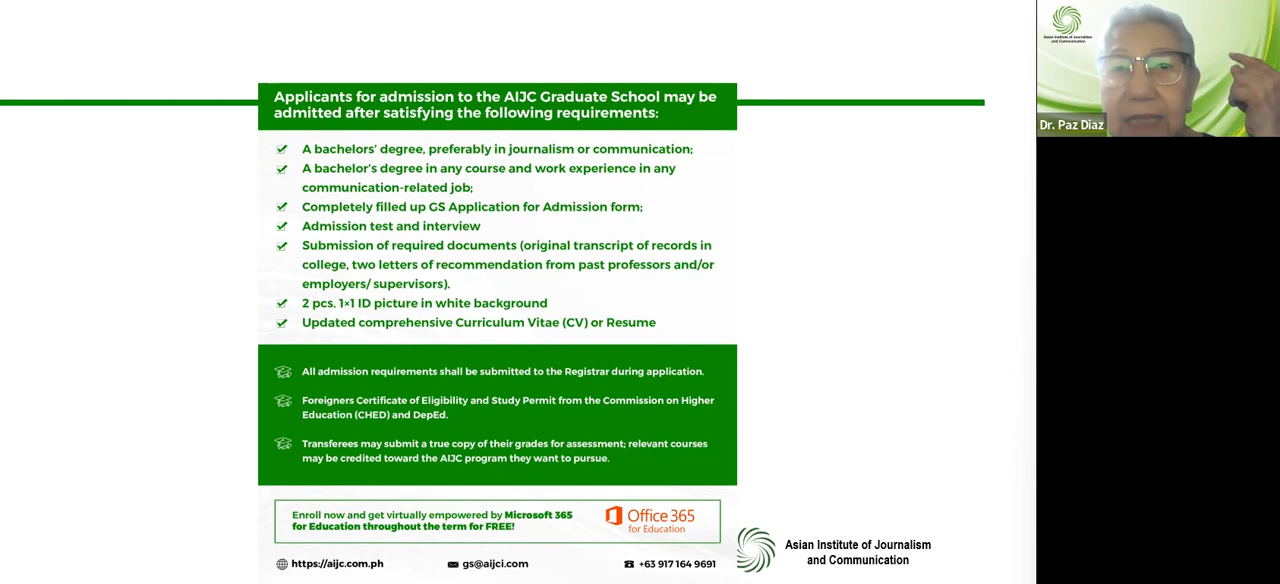 Applicants for admission to the AIJC Graduate School may be
admitted after satisfying the following requirements:
A bachelors' degree, preferably in journalism or communication;
A bachelor's degree in any course and work experience in any
communication-related job;
Completely filled up GS Application for Admission form;
Admission test and interview
Submission of required documents (original transcript of records in
college, two letters of recommendation from past professors and/or
employers/ supervisors).
2 pcs. 1×1 ID picture in white background
Updated comprehensive Curriculum Vitae (CV) or Resume
All admission requirements shall be submitted to the Registrar during application.
Foreigners Certificate of Eligibility and Study Permit from the Commission on Higher
Education (CHED) and DepEd.
Transferees may submit a true copy of their grades for assessment; relevant courses
may be credited toward the AIJC program they want to pursue.
Enroll now and get virtually empowered by Microsoft 365
for Education throughout the term for FREE!
Office 365
for Education
https://aijc.com.ph
gs@aijci.com
+63 917 164 9691
Asian Institute of Journalism
and Communication
Asian Institute of Journalism
and Communication
Dr. Paz Diaz